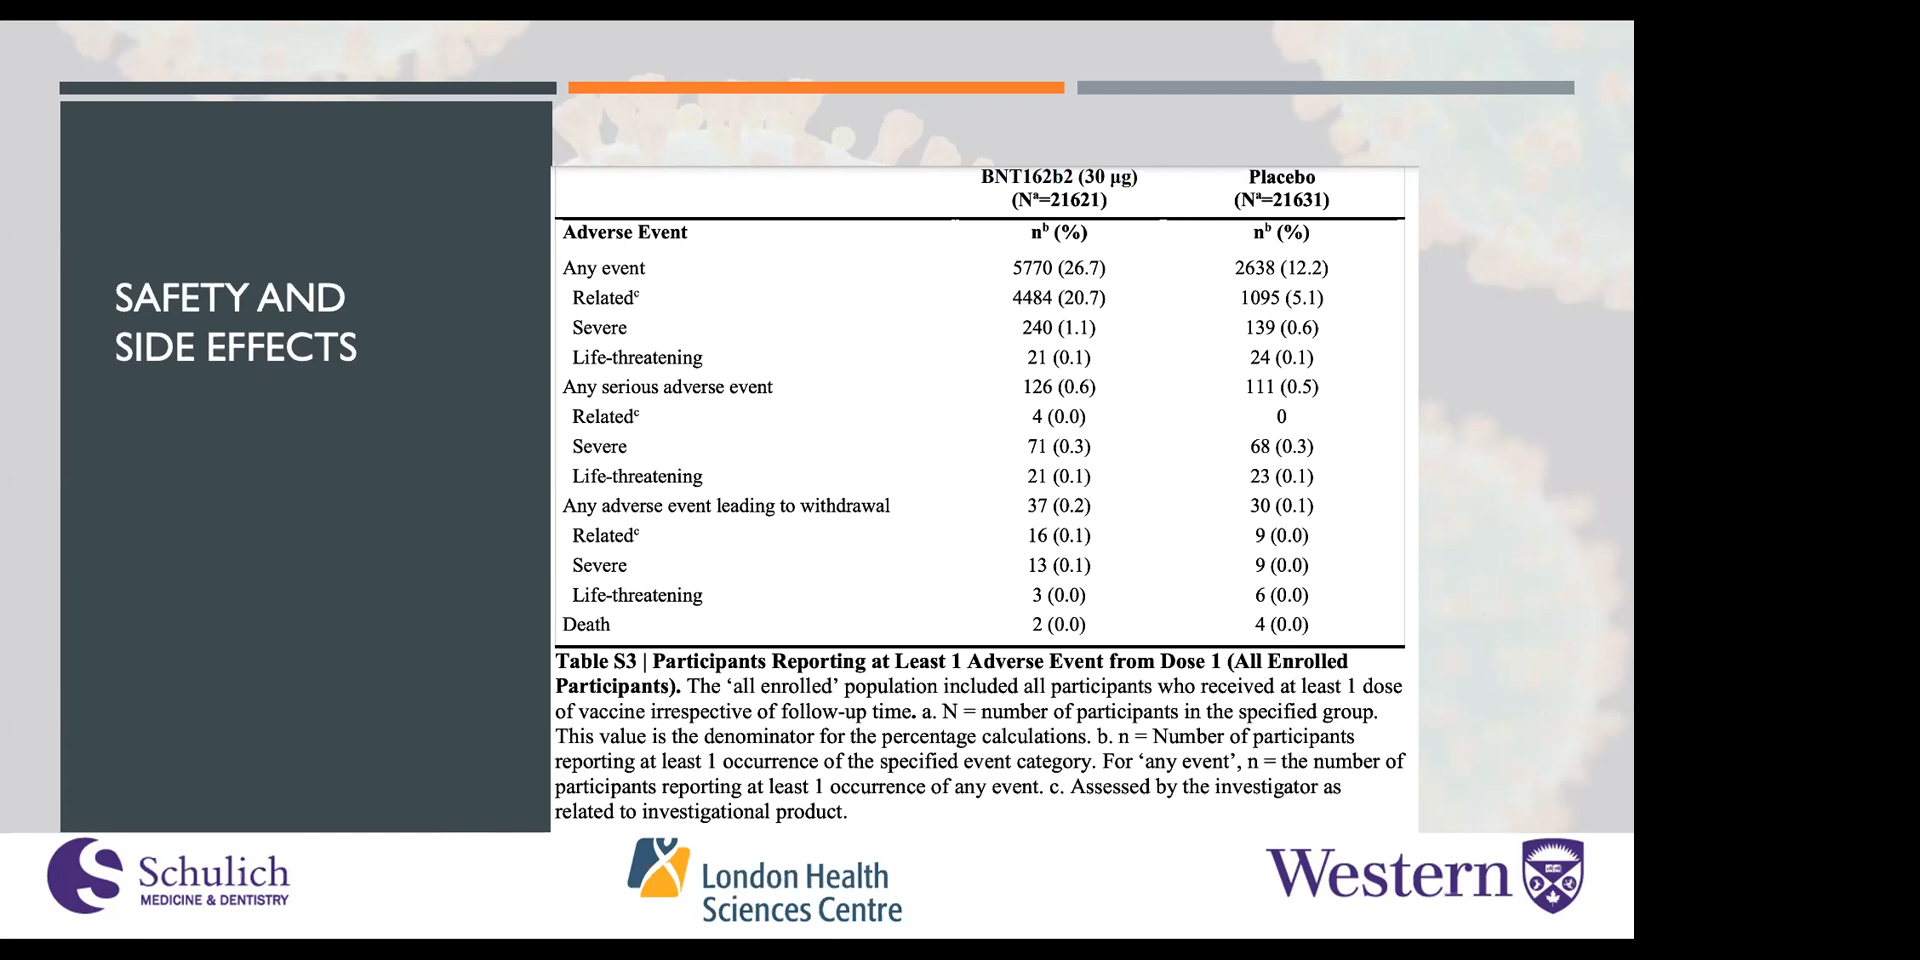 SAFETY AND
SIDE EFFECTS
BNT162b2 (30 µg) Placebo
(Nᵃ=21621) (Nᵃ=21631)
Adverse Event nᵇ (%) nᵇ (%)
Any event 5770 (26.7) 2638 (12.2)
Relatedᶜ 4484 (20.7) 1095 (5.1)
Severe 240 (1.1) 139 (0.6)
Life-threatening 21 (0.1) 24 (0.1)
Any serious adverse event 126 (0.6) 111 (0.5)
Relatedᶜ 4 (0.0) 0
Severe 71 (0.3) 68 (0.3)
Life-threatening 21 (0.1) 23 (0.1)
Any adverse event leading to withdrawal 37 (0.2) 30 (0.1)
Relatedᶜ 16 (0.1) 9 (0.0)
Severe 13 (0.1) 9 (0.0)
Life-threatening 3 (0.0) 6 (0.0)
Death 2 (0.0) 4 (0.0)
Table S3 | Participants Reporting at Least 1 Adverse Event from Dose 1 (All Enrolled
Participants). The ‘all enrolled’ population included all participants who received at least 1 dose
of vaccine irrespective of follow-up time. a. N = number of participants in the specified group.
This value is the denominator for the percentage calculations. b. n = Number of participants
reporting at least 1 occurrence of the specified event category. For ‘any event’, n = the number of
participants reporting at least 1 occurrence of any event. c. Assessed by the investigator as
related to investigational product.
Schulich
MEDICINE & DENTISTRY
London Health
Sciences Centre
Western